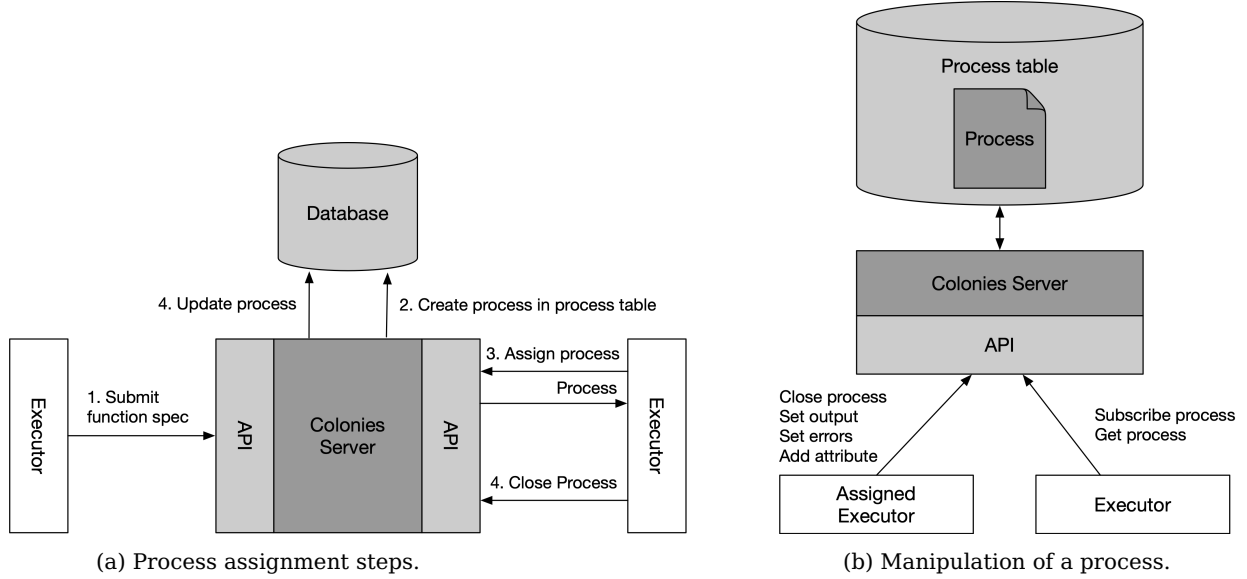 Database
4. Update process
2. Create process in process table
Executor
1. Submit
function spec
API
Colonies
Server
API
3. Assign process
Process
4. Close Process
Executor
(a) Process assignment steps.
Process table
Process
Colonies Server
API
Close process
Set output
Set errors
Add attribute
Subscribe process
Get process
Assigned
Executor
Executor
(b) Manipulation of a process.